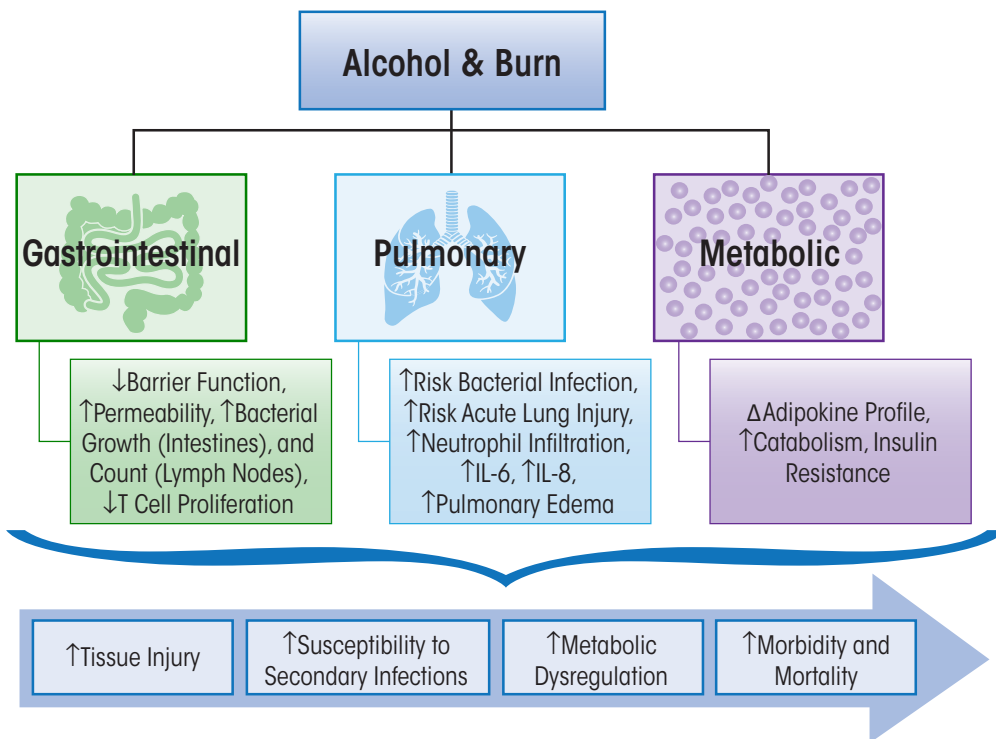 Alcohol & Burn
Gastrointestinal
Pulmonary
Metabolic
↓Barrier Function,
↑Permeability, ↑Bacterial
Growth (Intestines), and
Count (Lymph Nodes),
↓T Cell Proliferation
↑Risk Bacterial Infection,
↑Risk Acute Lung Injury,
↑Neutrophil Infiltration,
↑IL-6, ↑IL-8,
↑Pulmonary Edema
ΔAdipokine Profile,
↑Catabolism, Insulin
Resistance
↑Tissue Injury
↑Susceptibility to
Secondary Infections
↑Metabolic
Dysregulation
↑Morbidity and
Mortality